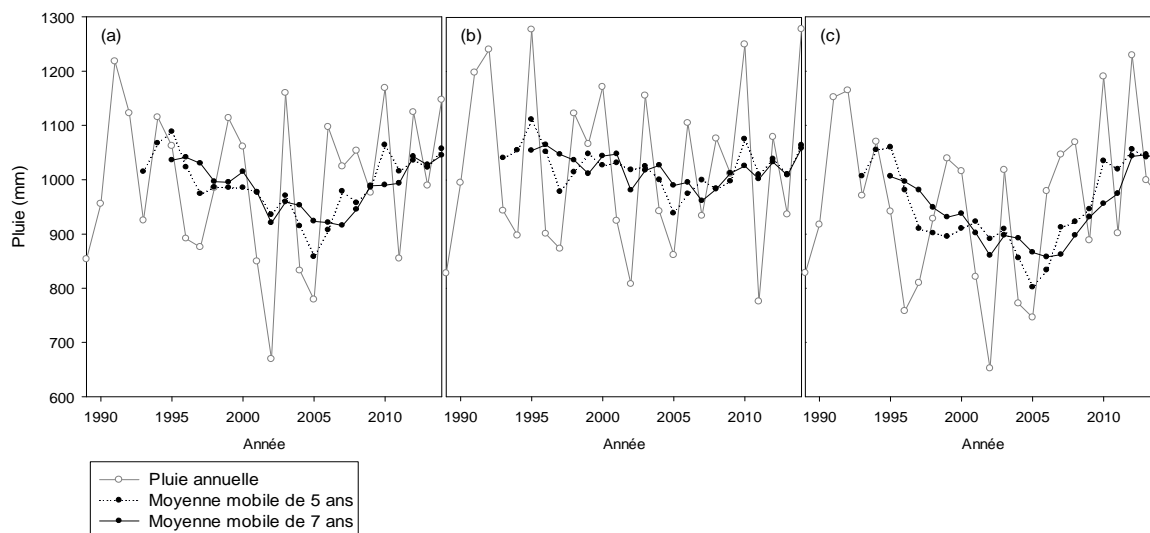 (a) (b) (c)
1300
1200
1100
1000
900
800
700
600
Pluie (mm)
1990 1995 2000 2005 2010 1990 1995 2000 2005 2010 1990 1995 2000 2005 2010
Année Année Année
Pluie annuelle
Moyenne mobile de 5 ans
Moyenne mobile de 7 ans